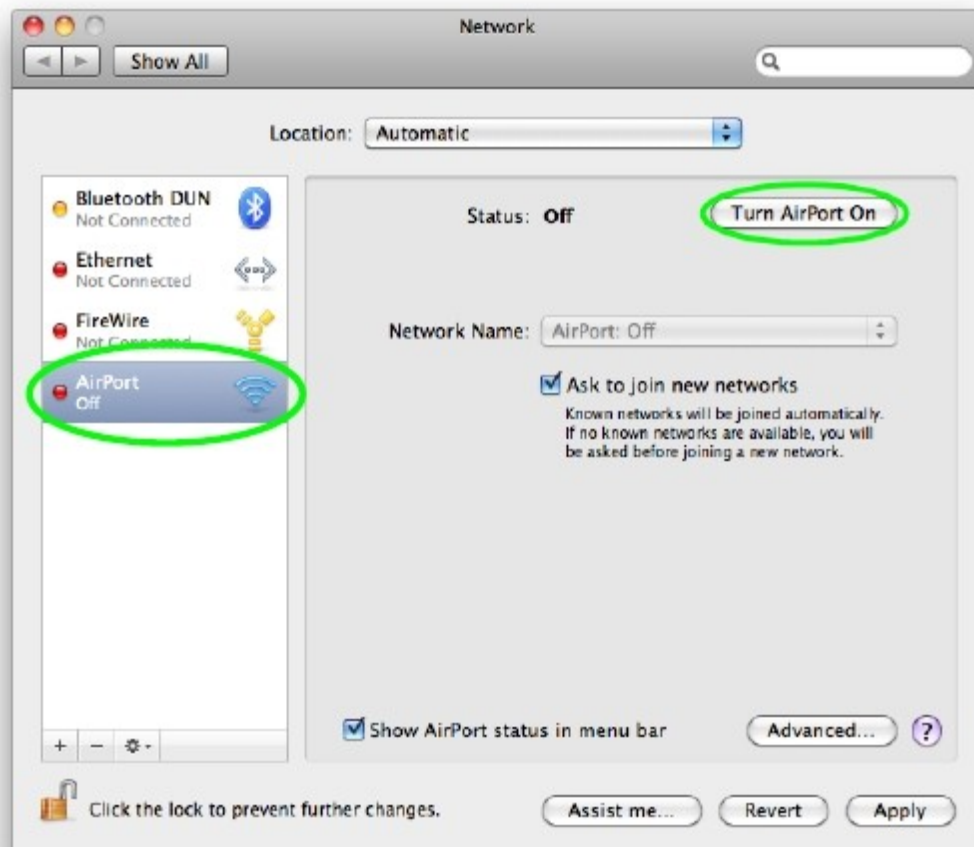 Network
Show All
Location: Automatic
Bluetooth DUN
Not Connected
Ethernet
Not Connected
FireWire
Not Connected
AirPort
Off
Status: Off
Turn AirPort On
Network Name: AirPort: Off
Ask to join new networks
Known networks will be joined automatically.
If no known networks are available, you will
be asked before joining a new network.
Show AirPort status in menu bar
Advanced...
?
Click the lock to prevent further changes.
Assist me...
Revert
Apply